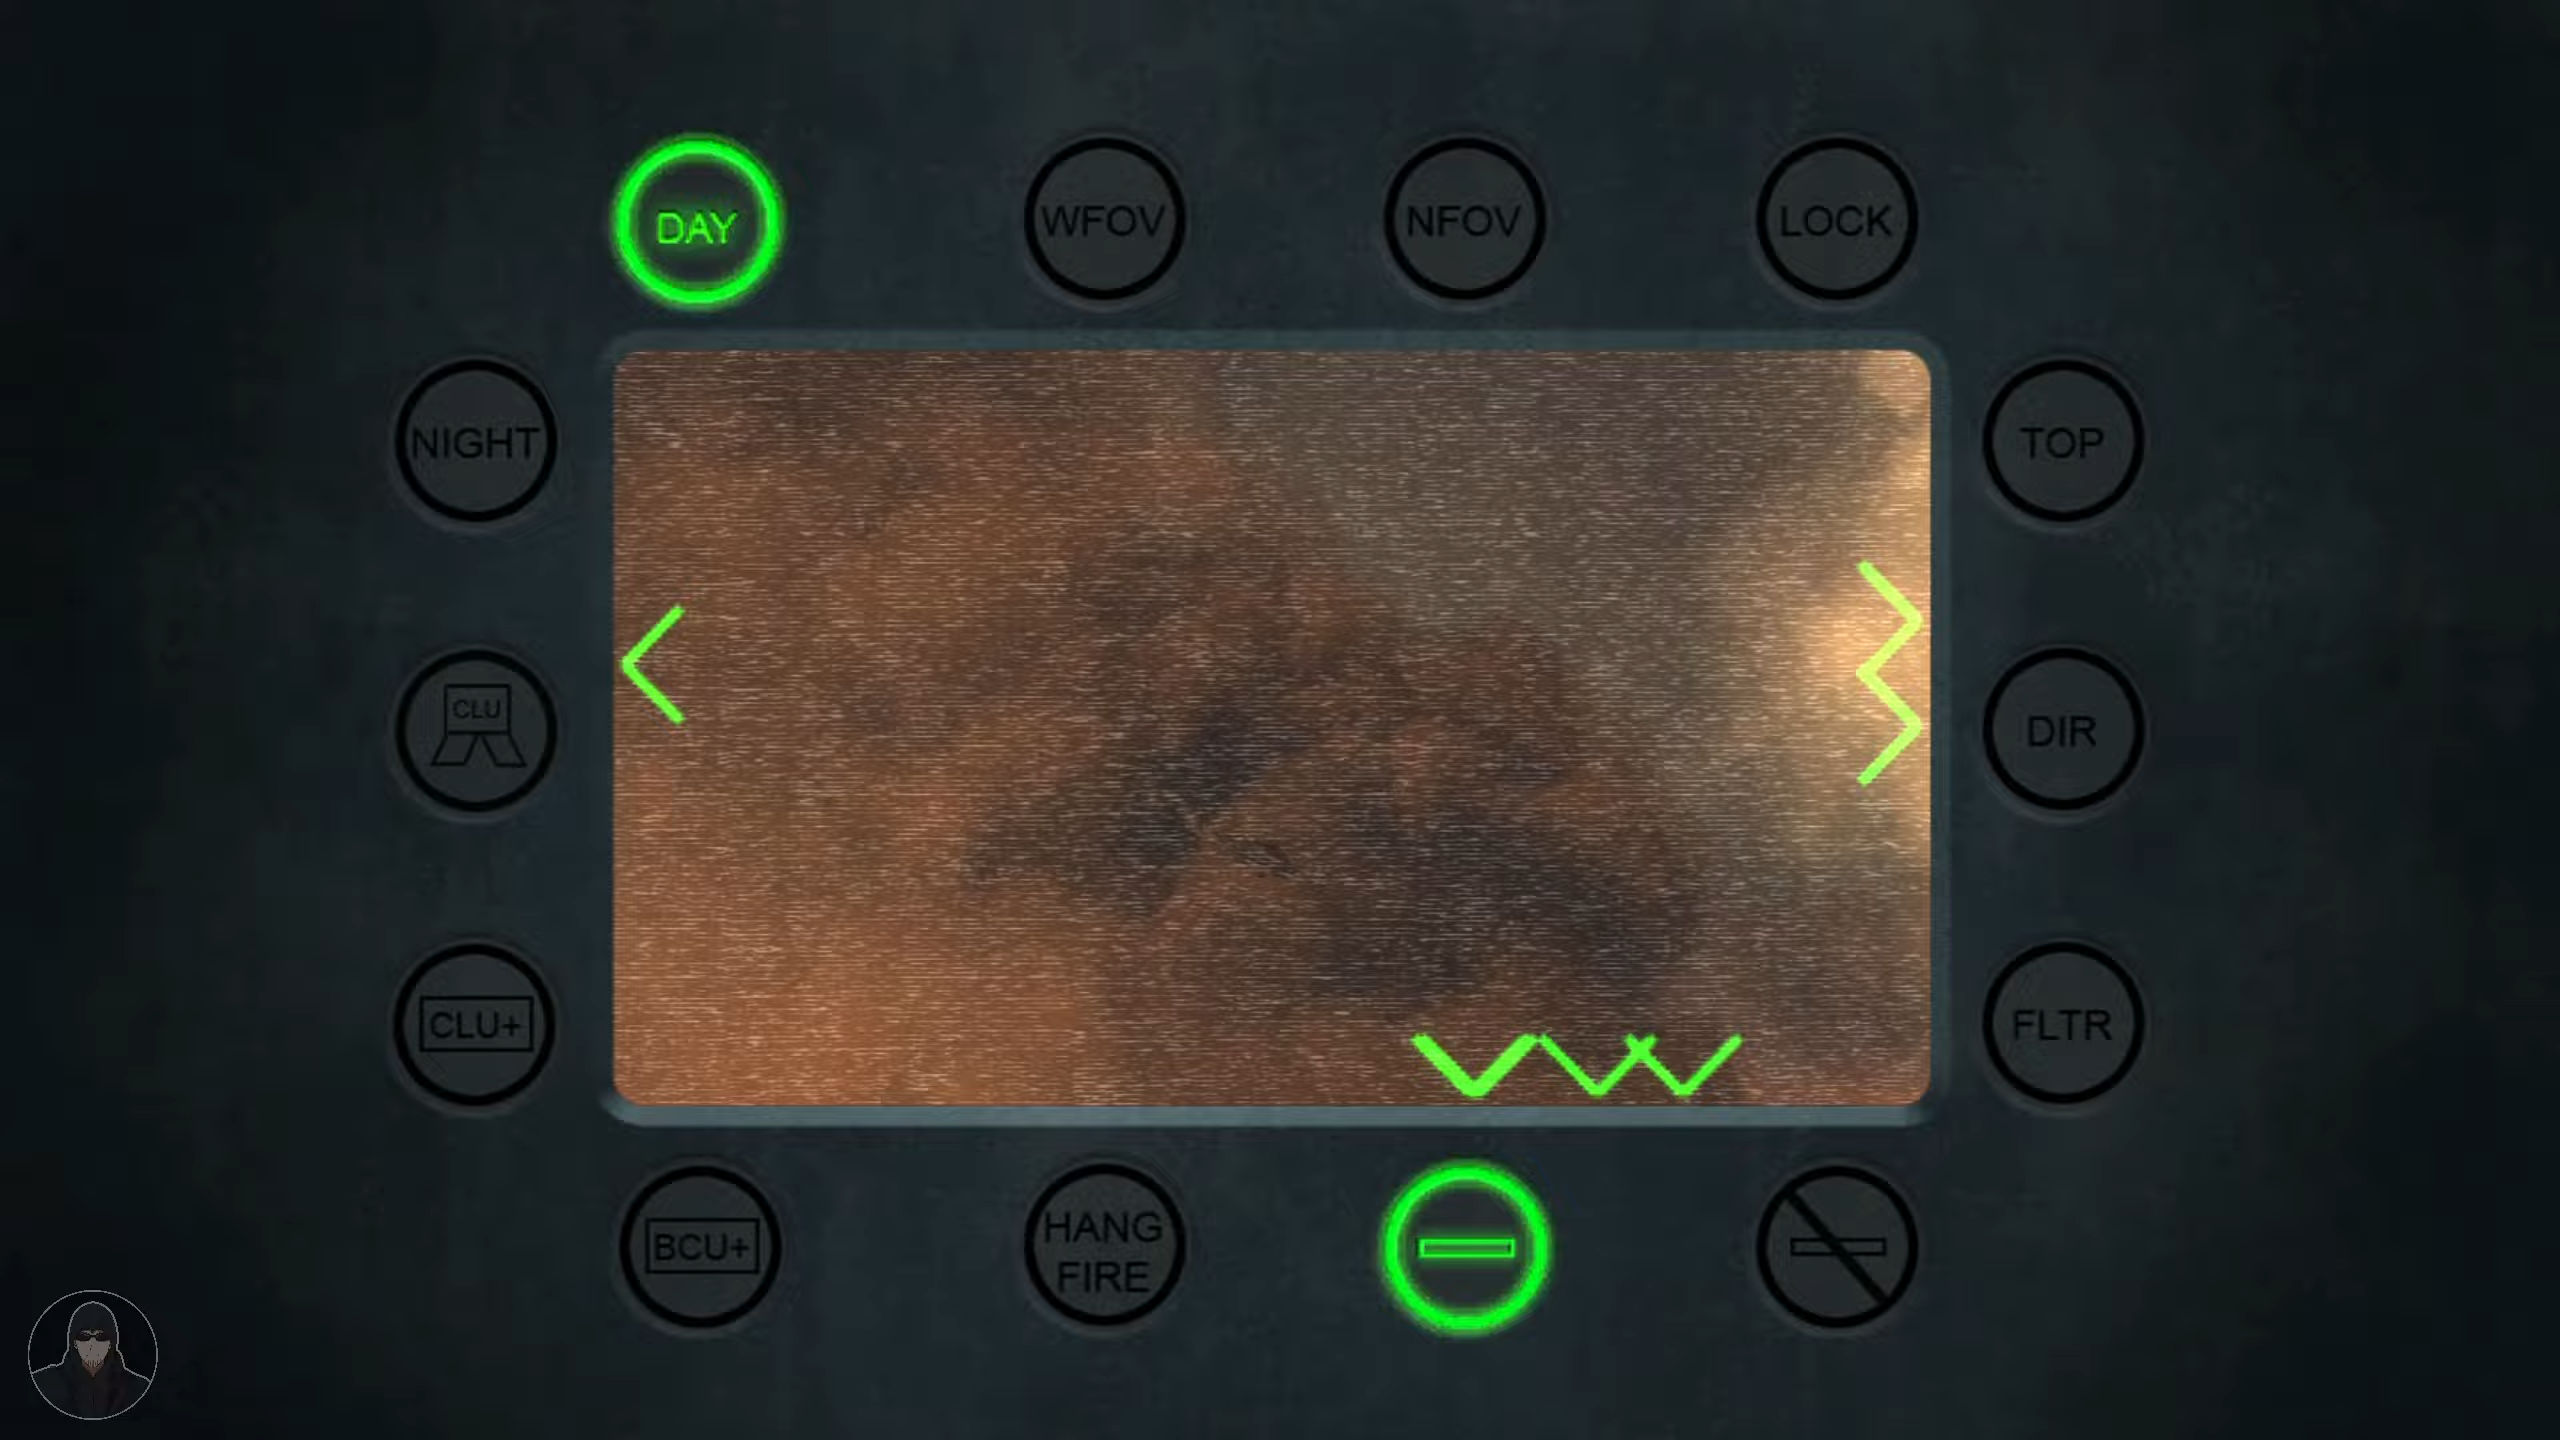 DAY
WFOV
NFOV
LOCK
NIGHT
TOP
CLU
DIR
CLU+
FLTR
BCU+
HANG
FIRE